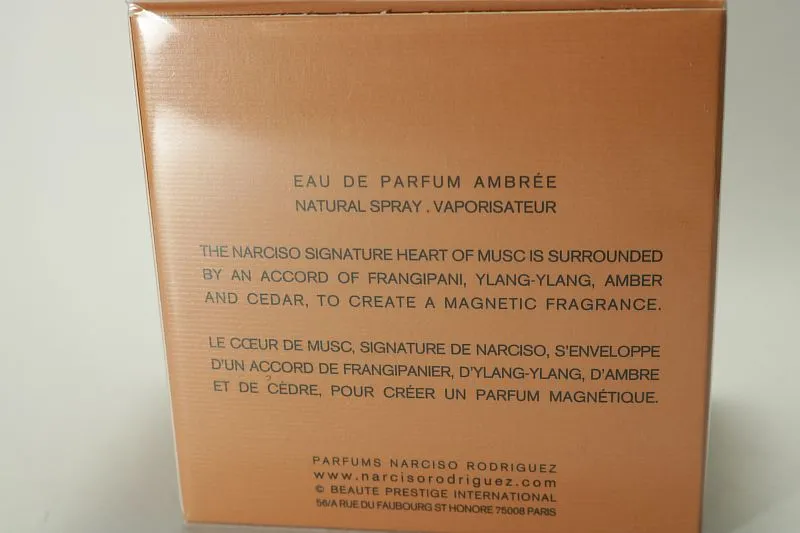 EAU DE PARFUM AMBRÉE
NATURAL SPRAY . VAPORISATEUR
THE NARCISO SIGNATURE HEART OF MUSC IS SURROUNDED
BY AN ACCORD OF FRANGIPANI, YLANG-YLANG, AMBER
AND CEDAR, TO CREATE A MAGNETIC FRAGRANCE.
LE CŒUR DE MUSC, SIGNATURE DE NARCISO, S'ENVELOPPE
D'UN ACCORD DE FRANGIPANIER, D'YLANG-YLANG, D'AMBRE
ET DE CÈDRE, POUR CRÉER UN PARFUM MAGNÉTIQUE.
PARFUMS NARCISO RODRIGUEZ
www.narcisorodriguez.com
© BEAUTE PRESTIGE INTERNATIONAL
56/A RUE DU FAUBOURG ST HONORE 75008 PARIS